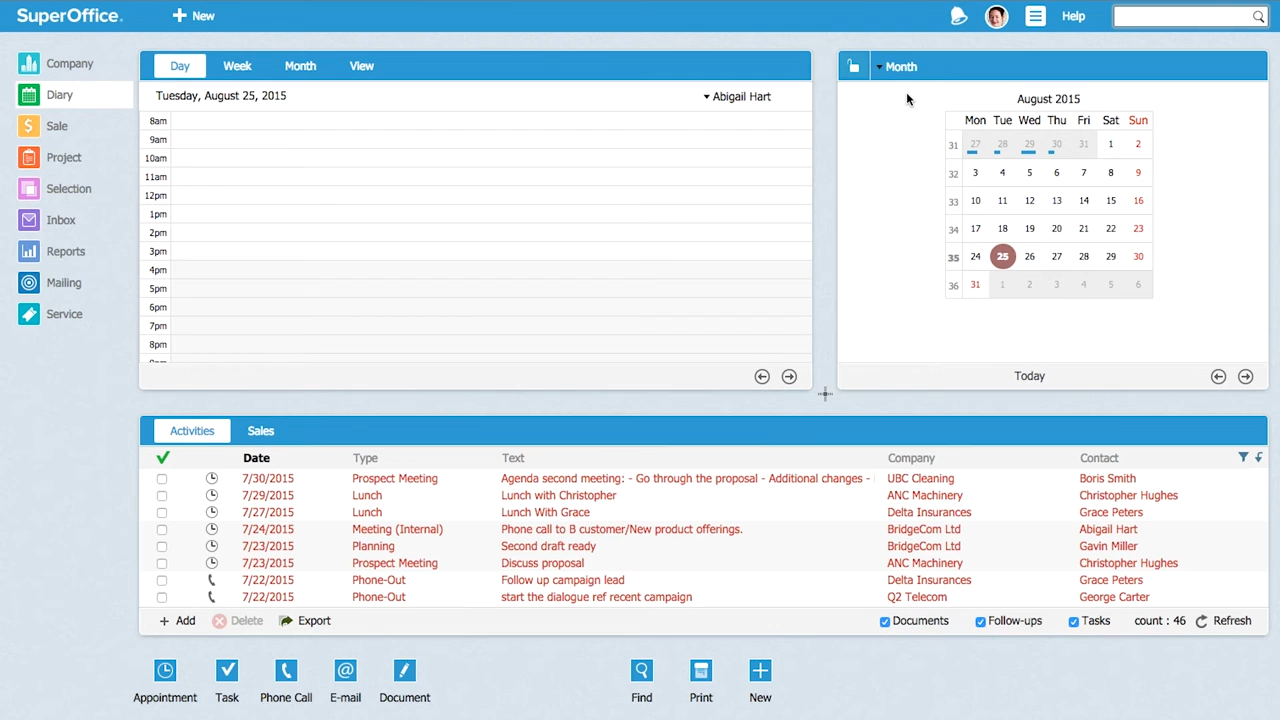 SuperOffice.
New
Help
Company
Diary
Sale
Project
Selection
Inbox
Reports
Mailing
Service
Day Week Month View
Tuesday, August 25, 2015
Abigail Hart
8am
9am
10am
11am
12pm
1pm
2pm
3pm
4pm
5pm
6pm
7pm
8pm
Month
August 2015
Mon Tue Wed Thu Fri Sat Sun
31 27 28 29 30 31 1 2
32 3 4 5 6 7 8 9
33 10 11 12 13 14 15 16
34 17 18 19 20 21 22 23
35 24 25 26 27 28 29 30
36 31 1 2 3 4 5 6
Today
Activities Sales
Date Type Text Company Contact
7/30/2015 Prospect Meeting Agenda second meeting: - Go through the proposal - Additional changes - UBC Cleaning Boris Smith
7/29/2015 Lunch Lunch with Christopher ANC Machinery Christopher Hughes
7/27/2015 Lunch Lunch With Grace Delta Insurances Grace Peters
7/24/2015 Meeting (Internal) Phone call to B customer/New product offerings. BridgeCom Ltd Abigail Hart
7/23/2015 Planning Second draft ready BridgeCom Ltd Gavin Miller
7/23/2015 Prospect Meeting Discuss proposal ANC Machinery Christopher Hughes
7/22/2015 Phone-Out Follow up campaign lead Delta Insurances Grace Peters
7/22/2015 Phone-Out start the dialogue ref recent campaign Q2 Telecom George Carter
+ Add Delete Export Documents Follow-ups Tasks count : 46 Refresh
Appointment Task Phone Call E-mail Document Find Print New